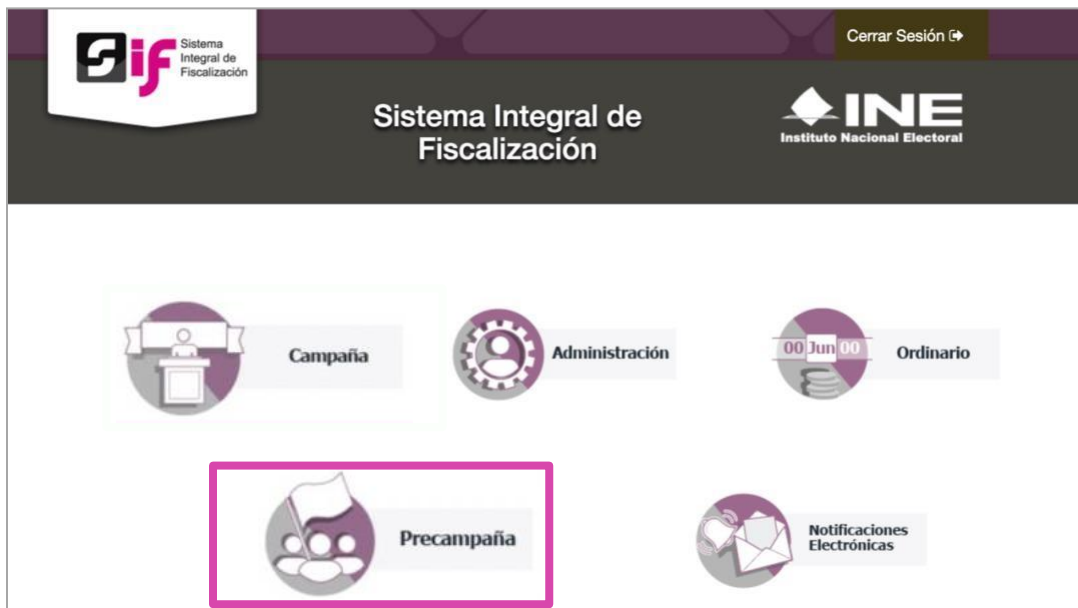 Sif
Sistema
Integral de
Fiscalización
Cerrar Sesión
Sistema Integral de
Fiscalización
INE
Instituto Nacional Electoral
Campaña
Administración
00 Jun 00
Ordinario
Precampaña
Notificaciones
Electrónicas